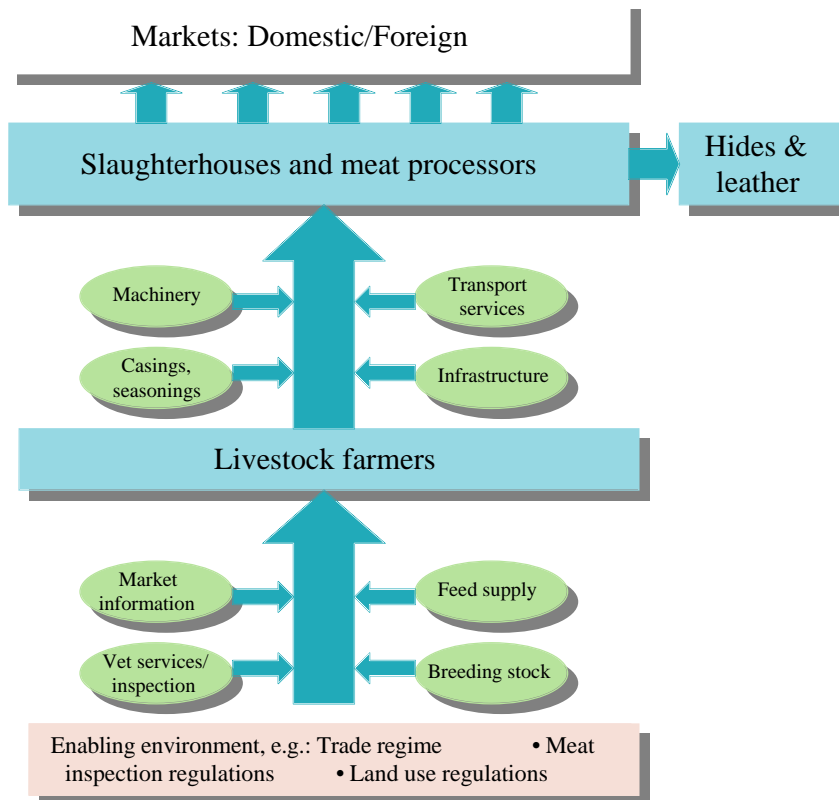 Markets: Domestic/Foreign
Slaughterhouses and meat processors
Hides &
leather
Machinery
Transport
services
Casings,
seasonings
Infrastructure
Livestock farmers
Market
information
Feed supply
Vet services/
inspection
Breeding stock
Enabling environment, e.g.: Trade regime • Meat
inspection regulations • Land use regulations